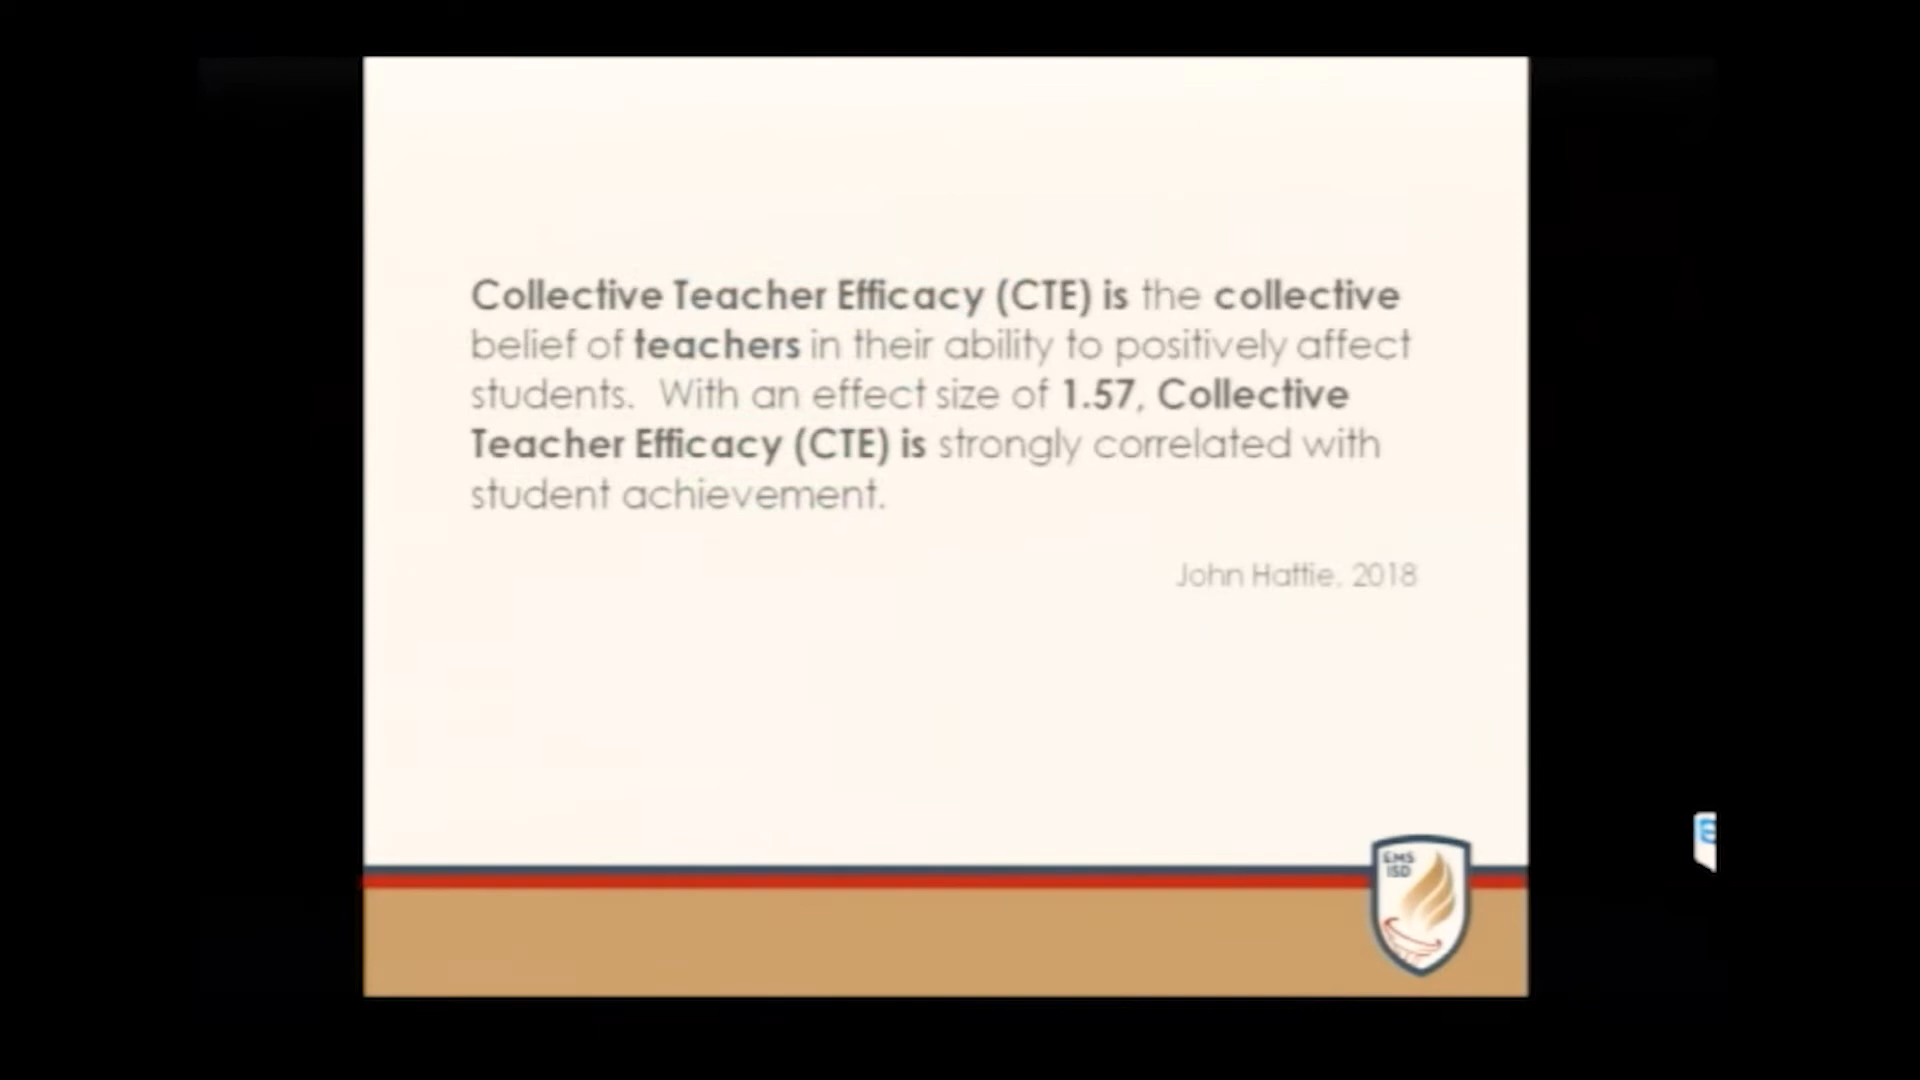 Collective Teacher Efficacy (CTE) is the collective
belief of teachers in their ability to positively affect
students. With an effect size of 1.57, Collective
Teacher Efficacy (CTE) is strongly correlated with
student achievement.
John Hattie, 2018
EMS
ISD